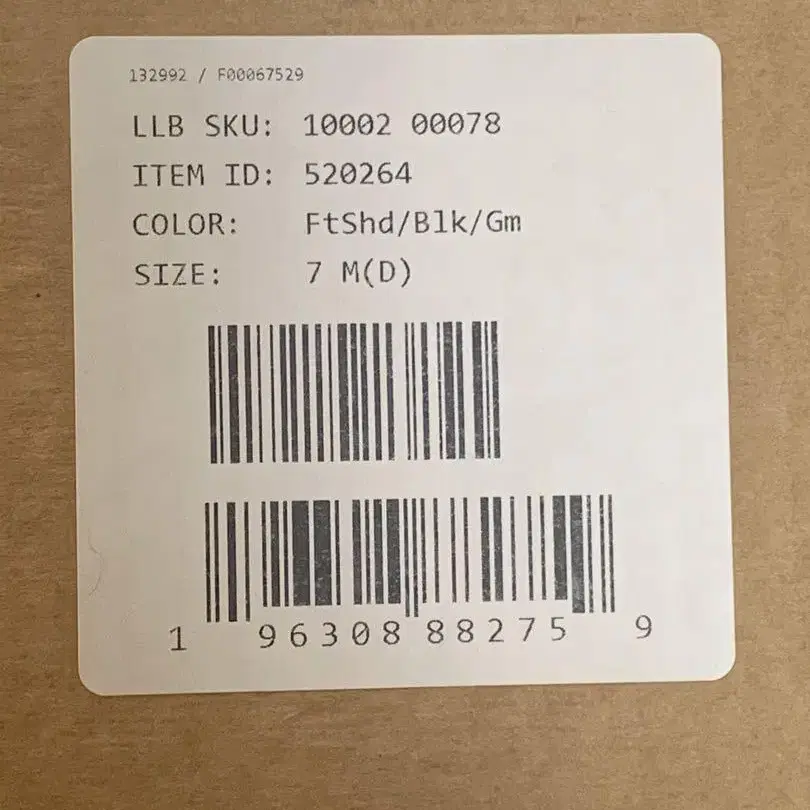 132992 / F00067529
LLB SKU: 10002 00078
ITEM ID: 520264
COLOR: FtShd/Blk/Gm
SIZE: 7 M(D)
1 96308 88275 9